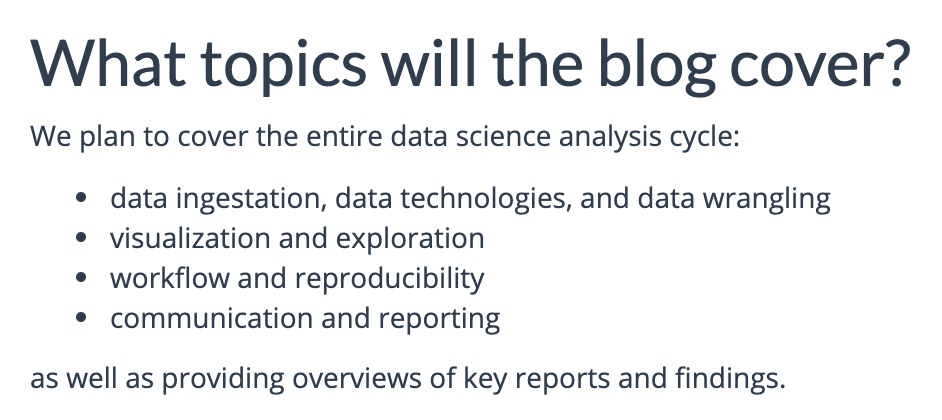 What topics will the blog cover?
We plan to cover the entire data science analysis cycle:
• data ingestation, data technologies, and data wrangling
• visualization and exploration
• workflow and reproducibility
• communication and reporting
as well as providing overviews of key reports and findings.